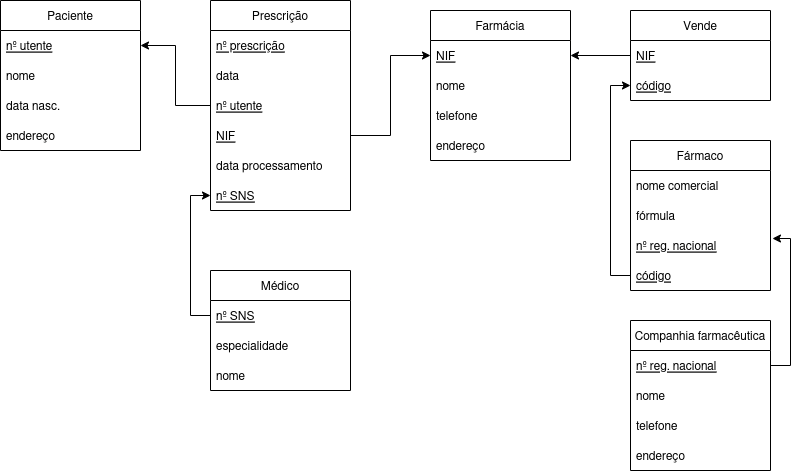 Paciente
nº utente
nome
data nasc.
endereço
Prescrição
nº prescrição
data
nº utente
NIF
data processamento
nº SNS
Médico
nº SNS
especialidade
nome
Farmácia
NIF
nome
telefone
endereço
Vende
NIF
código
Fármaco
nome comercial
fórmula
nº reg. nacional
código
Companhia farmacêutica
nº reg. nacional
nome
telefone
endereço